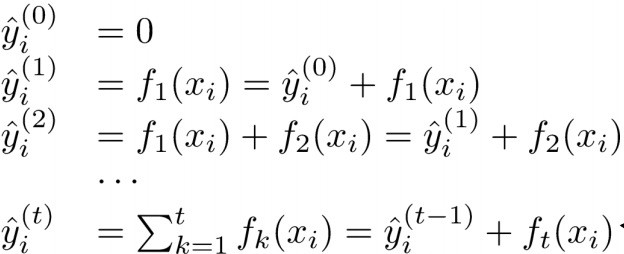 ŷ_i^{(0)} = 0
ŷ_i^{(1)} = f_1(x_i) = ŷ_i^{(0)} + f_1(x_i)
ŷ_i^{(2)} = f_1(x_i) + f_2(x_i) = ŷ_i^{(1)} + f_2(x_i)
···
ŷ_i^{(t)} = ∑_{k=1}^t f_k(x_i) = ŷ_i^{(t−1)} + f_t(x_i)